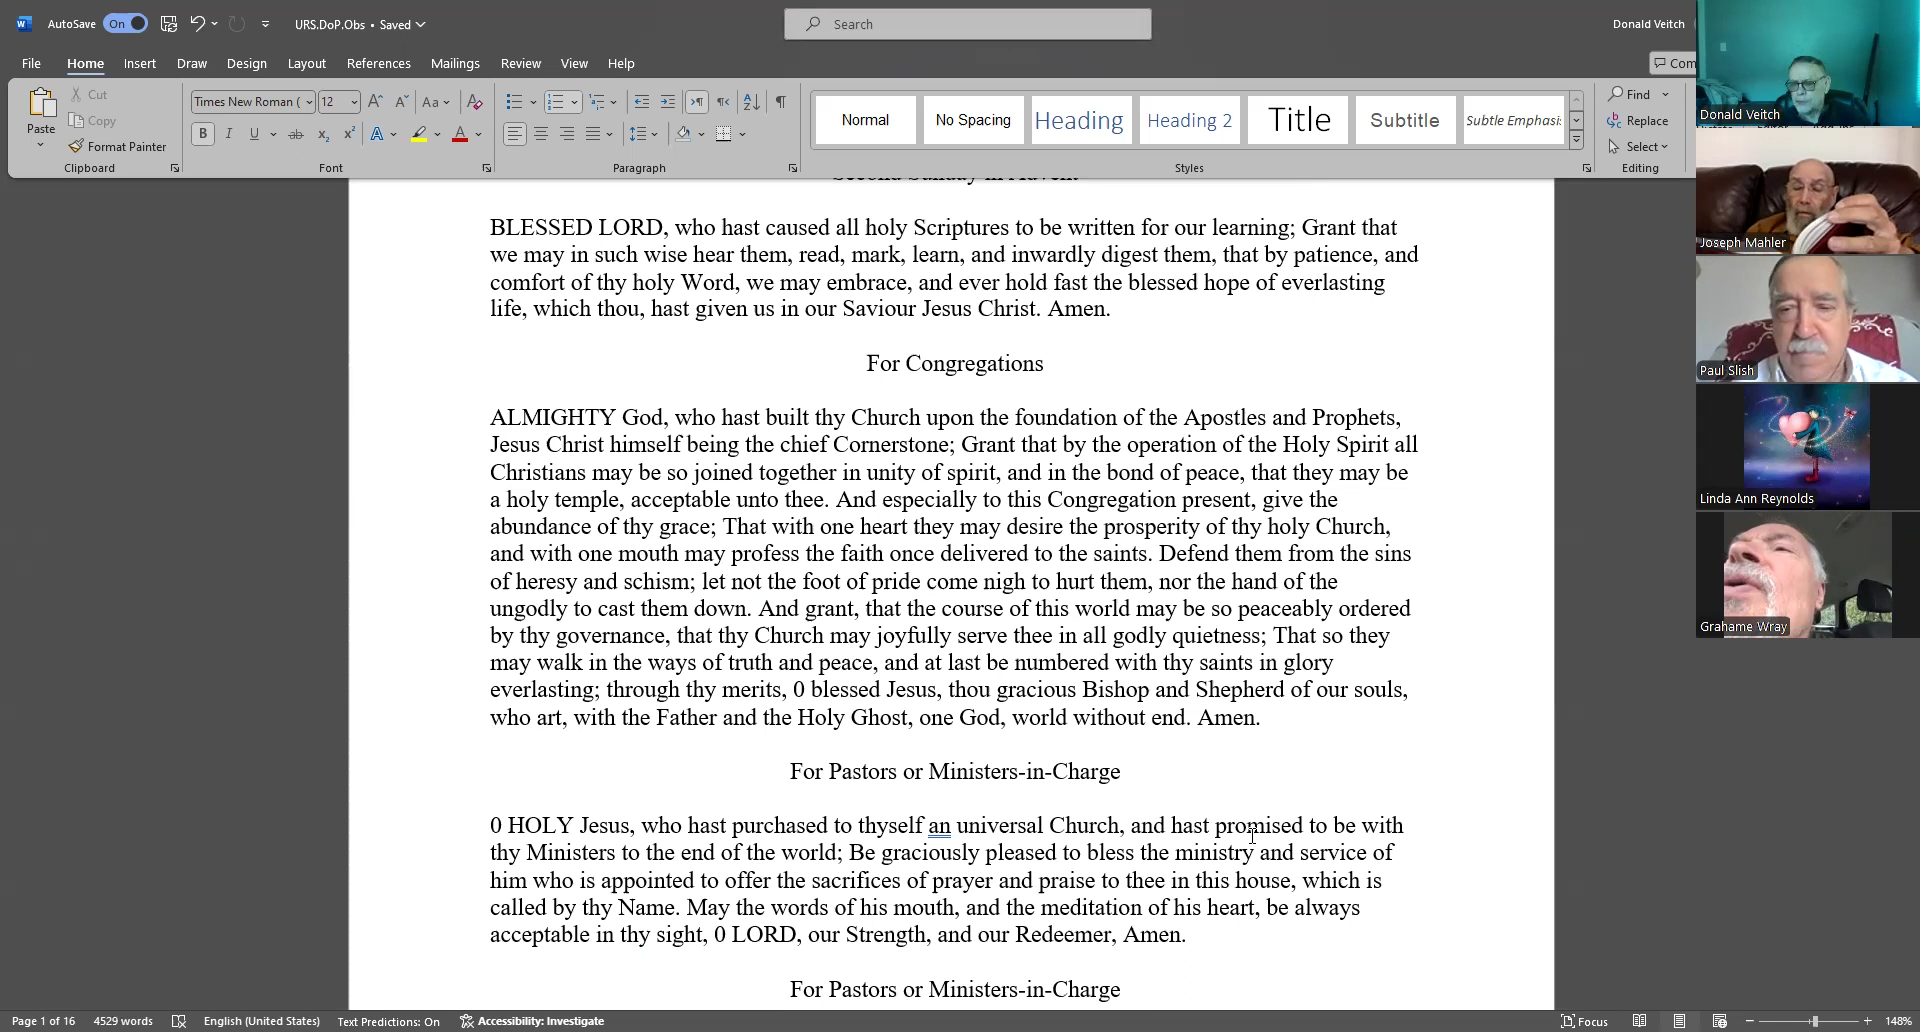 AutoSave On URS.DoP.Obs • Saved Search Donald Veitch
File Home Insert Draw Design Layout References Mailings Review View Help Com
Paste Cut Copy Format Painter
Clipboard
Times New Roman ( 12 Aa
B I U ab x₂ x² A A
Font
Paragraph
Normal No Spacing Heading Heading 2 Title Subtitle Subtle Emphasi
Styles
Find Replace Select
Editing
Second Sunday in Advent
BLESSED LORD, who hast caused all holy Scriptures to be written for our learning; Grant that
we may in such wise hear them, read, mark, learn, and inwardly digest them, that by patience, and
comfort of thy holy Word, we may embrace, and ever hold fast the blessed hope of everlasting
life, which thou, hast given us in our Saviour Jesus Christ. Amen.
For Congregations
ALMIGHTY God, who hast built thy Church upon the foundation of the Apostles and Prophets,
Jesus Christ himself being the chief Cornerstone; Grant that by the operation of the Holy Spirit all
Christians may be so joined together in unity of spirit, and in the bond of peace, that they may be
a holy temple, acceptable unto thee. And especially to this Congregation present, give the
abundance of thy grace; That with one heart they may desire the prosperity of thy holy Church,
and with one mouth may profess the faith once delivered to the saints. Defend them from the sins
of heresy and schism; let not the foot of pride come nigh to hurt them, nor the hand of the
ungodly to cast them down. And grant, that the course of this world may be so peaceably ordered
by thy governance, that thy Church may joyfully serve thee in all godly quietness; That so they
may walk in the ways of truth and peace, and at last be numbered with thy saints in glory
everlasting; through thy merits, 0 blessed Jesus, thou gracious Bishop and Shepherd of our souls,
who art, with the Father and the Holy Ghost, one God, world without end. Amen.
For Pastors or Ministers-in-Charge
0 HOLY Jesus, who hast purchased to thyself an universal Church, and hast promised to be with
thy Ministers to the end of the world; Be graciously pleased to bless the ministry and service of
him who is appointed to offer the sacrifices of prayer and praise to thee in this house, which is
called by thy Name. May the words of his mouth, and the meditation of his heart, be always
acceptable in thy sight, 0 LORD, our Strength, and our Redeemer, Amen.
For Pastors or Ministers-in-Charge
Donald Veitch
Joseph Mahler
Paul Slish
Linda Ann Reynolds
Grahame Wray
Page 1 of 16 4529 words English (United States) Text Predictions: On Accessibility: Investigate Focus 148%